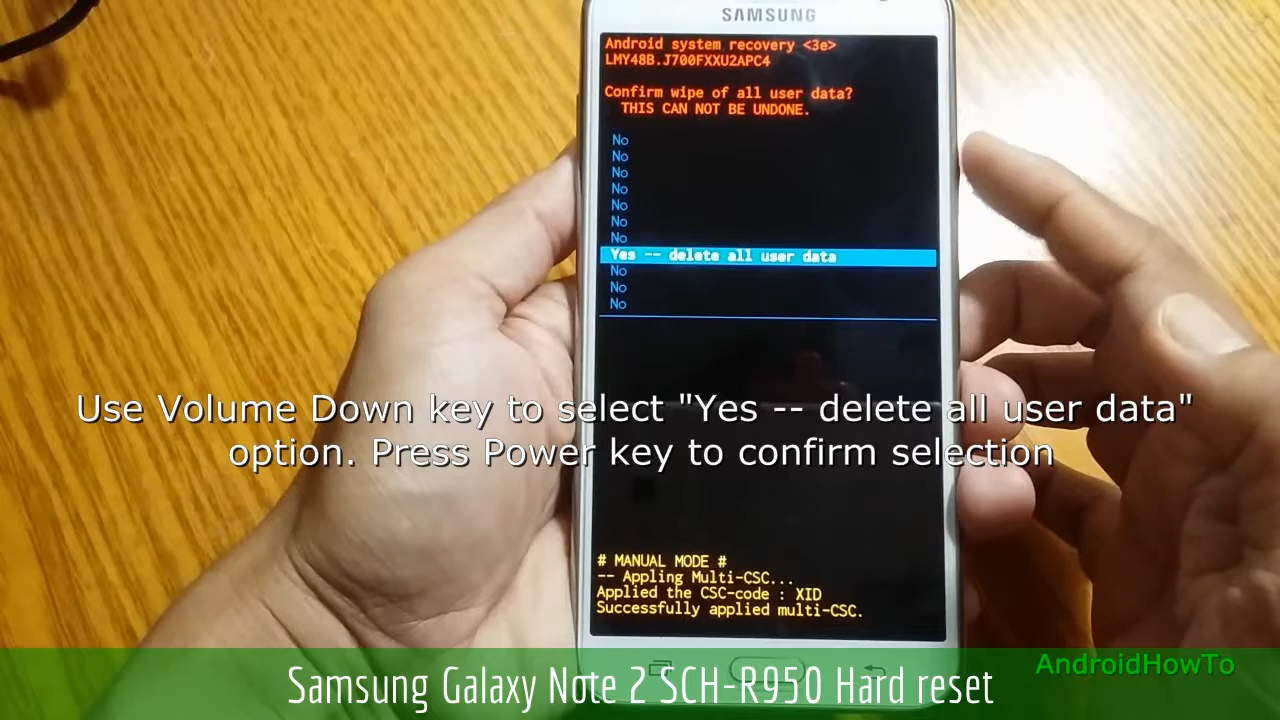 SAMSUNG
Android system recovery <3e>
LMY48B.J700FXXU2APC4
Confirm wipe of all user data?
THIS CAN NOT BE UNDONE.
No
No
No
No
No
No
No
Yes -- delete all user data
No
No
No
Use Volume Down key to select "Yes -- delete all user data"
option. Press Power key to confirm selection
# MANUAL MODE #
-- Appling Multi-CSC...
Applied the CSC-code : XID
Successfully applied multi-CSC.
AndroidHowTo
Samsung Galaxy Note 2 SCH-R950 Hard reset